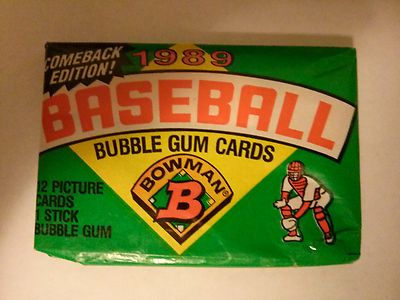 COMEBACK
EDITION!
1989
BASEBALL
BUBBLE GUM CARDS
BOWMAN®
B
12 PICTURE
CARDS
1 STICK
BUBBLE GUM